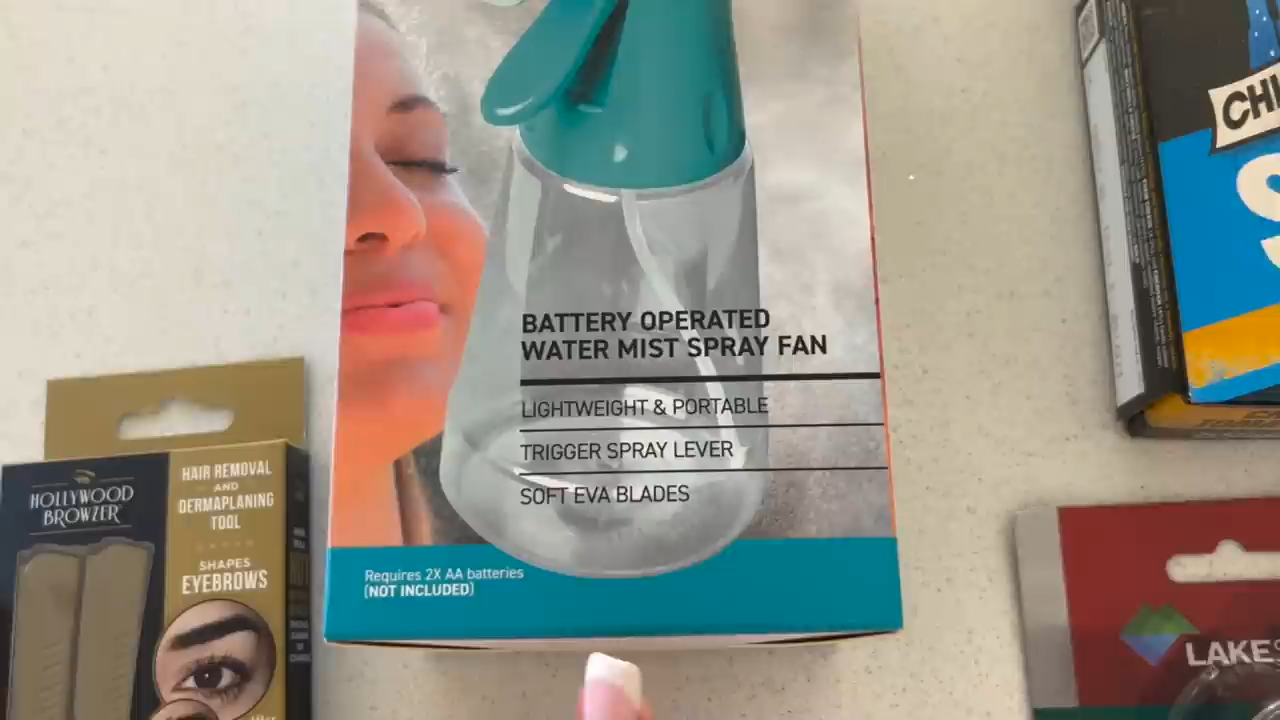 BATTERY OPERATED
WATER MIST SPRAY FAN
LIGHTWEIGHT & PORTABLE
TRIGGER SPRAY LEVER
SOFT EVA BLADES
Requires 2X AA batteries
(NOT INCLUDED)
HOLLYWOOD
BROWZER
HAIR REMOVAL
AND
DERMAPLANING
TOOL
SHAPES
EYEBROWS
CHI
S
LAKES